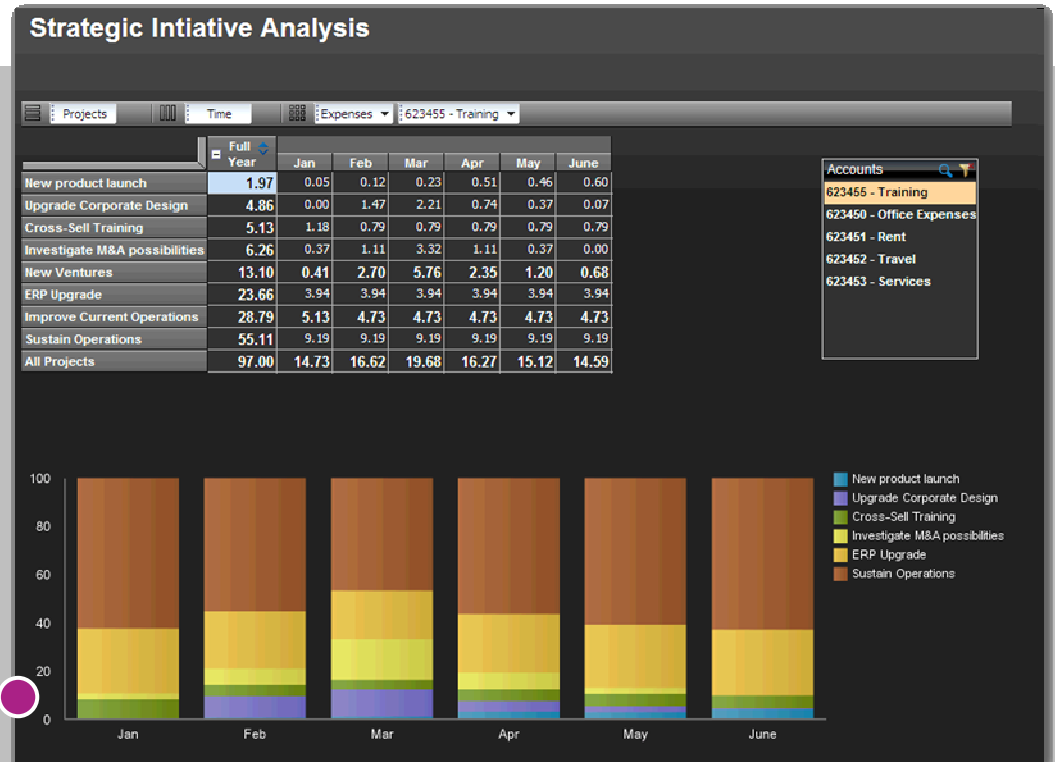 Strategic Intiative Analysis
Projects Time Expenses 623455 - Training
Full Year Jan Feb Mar Apr May June
New product launch 1.97 0.05 0.12 0.23 0.51 0.46 0.60
Upgrade Corporate Design 4.86 0.00 1.47 2.21 0.74 0.37 0.07
Cross-Sell Training 5.13 1.18 0.79 0.79 0.79 0.79 0.79
Investigate M&A possibilities 6.26 0.37 1.11 3.32 1.11 0.37 0.00
New Ventures 13.10 0.41 2.70 5.76 2.35 1.20 0.68
ERP Upgrade 23.66 3.94 3.94 3.94 3.94 3.94 3.94
Improve Current Operations 28.79 5.13 4.73 4.73 4.73 4.73 4.73
Sustain Operations 55.11 9.19 9.19 9.19 9.19 9.19 9.19
All Projects 97.00 14.73 16.62 19.68 16.27 15.12 14.59
Accounts
623455 - Training
623450 - Office Expenses
623451 - Rent
623452 - Travel
623453 - Services
100
80
60
40
20
0
Jan Feb Mar Apr May June
New product launch
Upgrade Corporate Design
Cross-Sell Training
Investigate M&A possibilities
ERP Upgrade
Sustain Operations